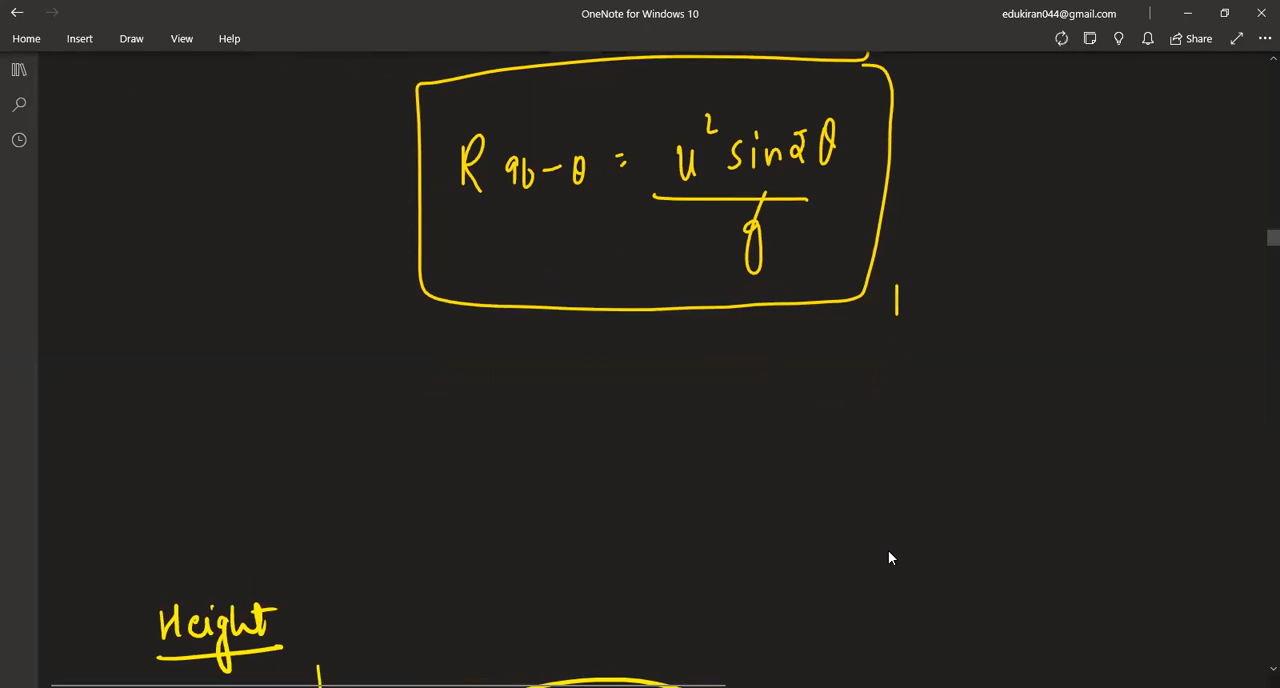 OneNote for Windows 10
edukiran044@gmail.com
Home Insert Draw View Help
Share
R 90-θ = u² sin2θ
g
Height